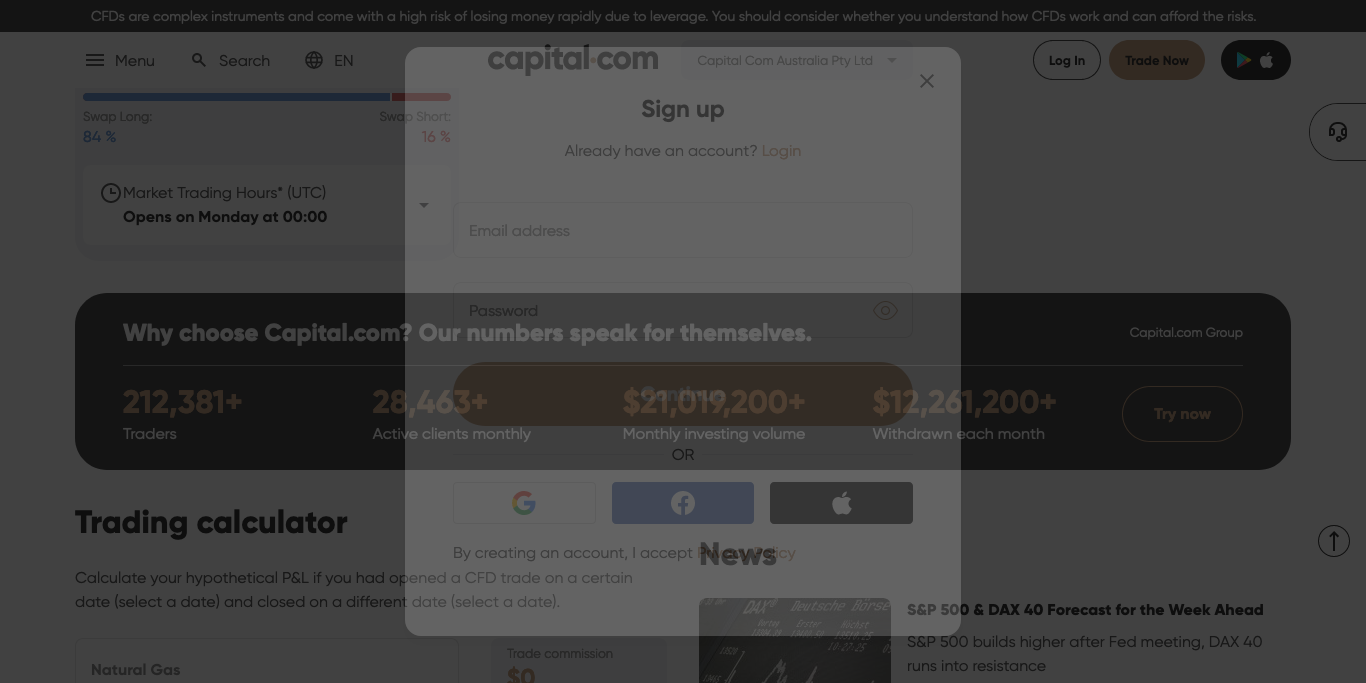 CFDs are complex instruments and come with a high risk of losing money rapidly due to leverage. You should consider whether you understand how CFDs work and can afford the risks.
Menu
Search
EN
capital.com
Capital Com Australia Pty Ltd
Log In
Trade Now
Sign up
Already have an account? Login
Email address
Password
Continue
OR
By creating an account, I accept Privacy Policy
Swap Long:
Swap Short:
84 %
16 %
Market Trading Hours* (UTC)
Opens on Monday at 00:00
Why choose Capital.com? Our numbers speak for themselves.
Capital.com Group
212,381+
Traders
28,463+
Active clients monthly
$21,019,200+
Monthly investing volume
$12,261,200+
Withdrawn each month
Try now
Trading calculator
Calculate your hypothetical P&L if you had opened a CFD trade on a certain
date (select a date) and closed on a different date (select a date).
Natural Gas
Trade commission
$0
News
DAX
Deutsche Börse
S&P 500 & DAX 40 Forecast for the Week Ahead
S&P 500 builds higher after Fed meeting, DAX 40
runs into resistance